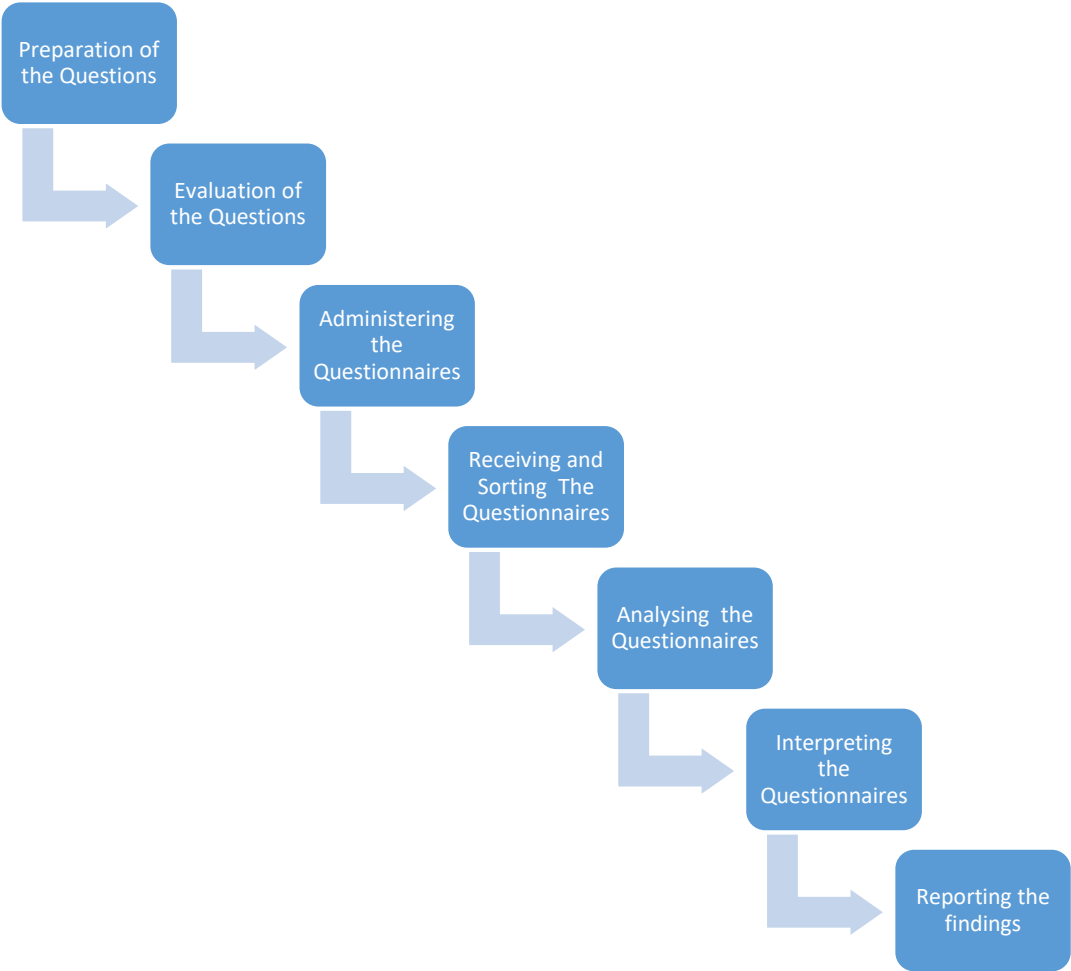 Preparation of
the Questions
Evaluation of
the Questions
Administering
the
Questionnaires
Receiving and
Sorting  The
Questionnaires
Analysing  the
Questionnaires
Interpreting
the
Questionnaires
Reporting the
findings